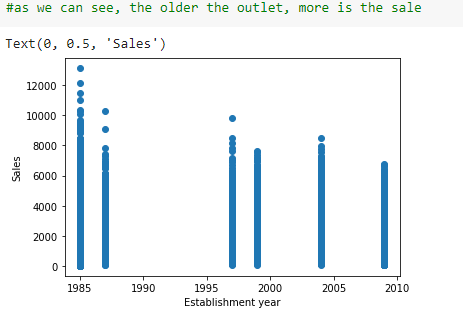 #as we can see, the older the outlet, more is the sale
Text(0, 0.5, 'Sales')
12000
10000
8000
6000
4000
2000
0
Sales
1985 1990 1995 2000 2005 2010
Establishment year